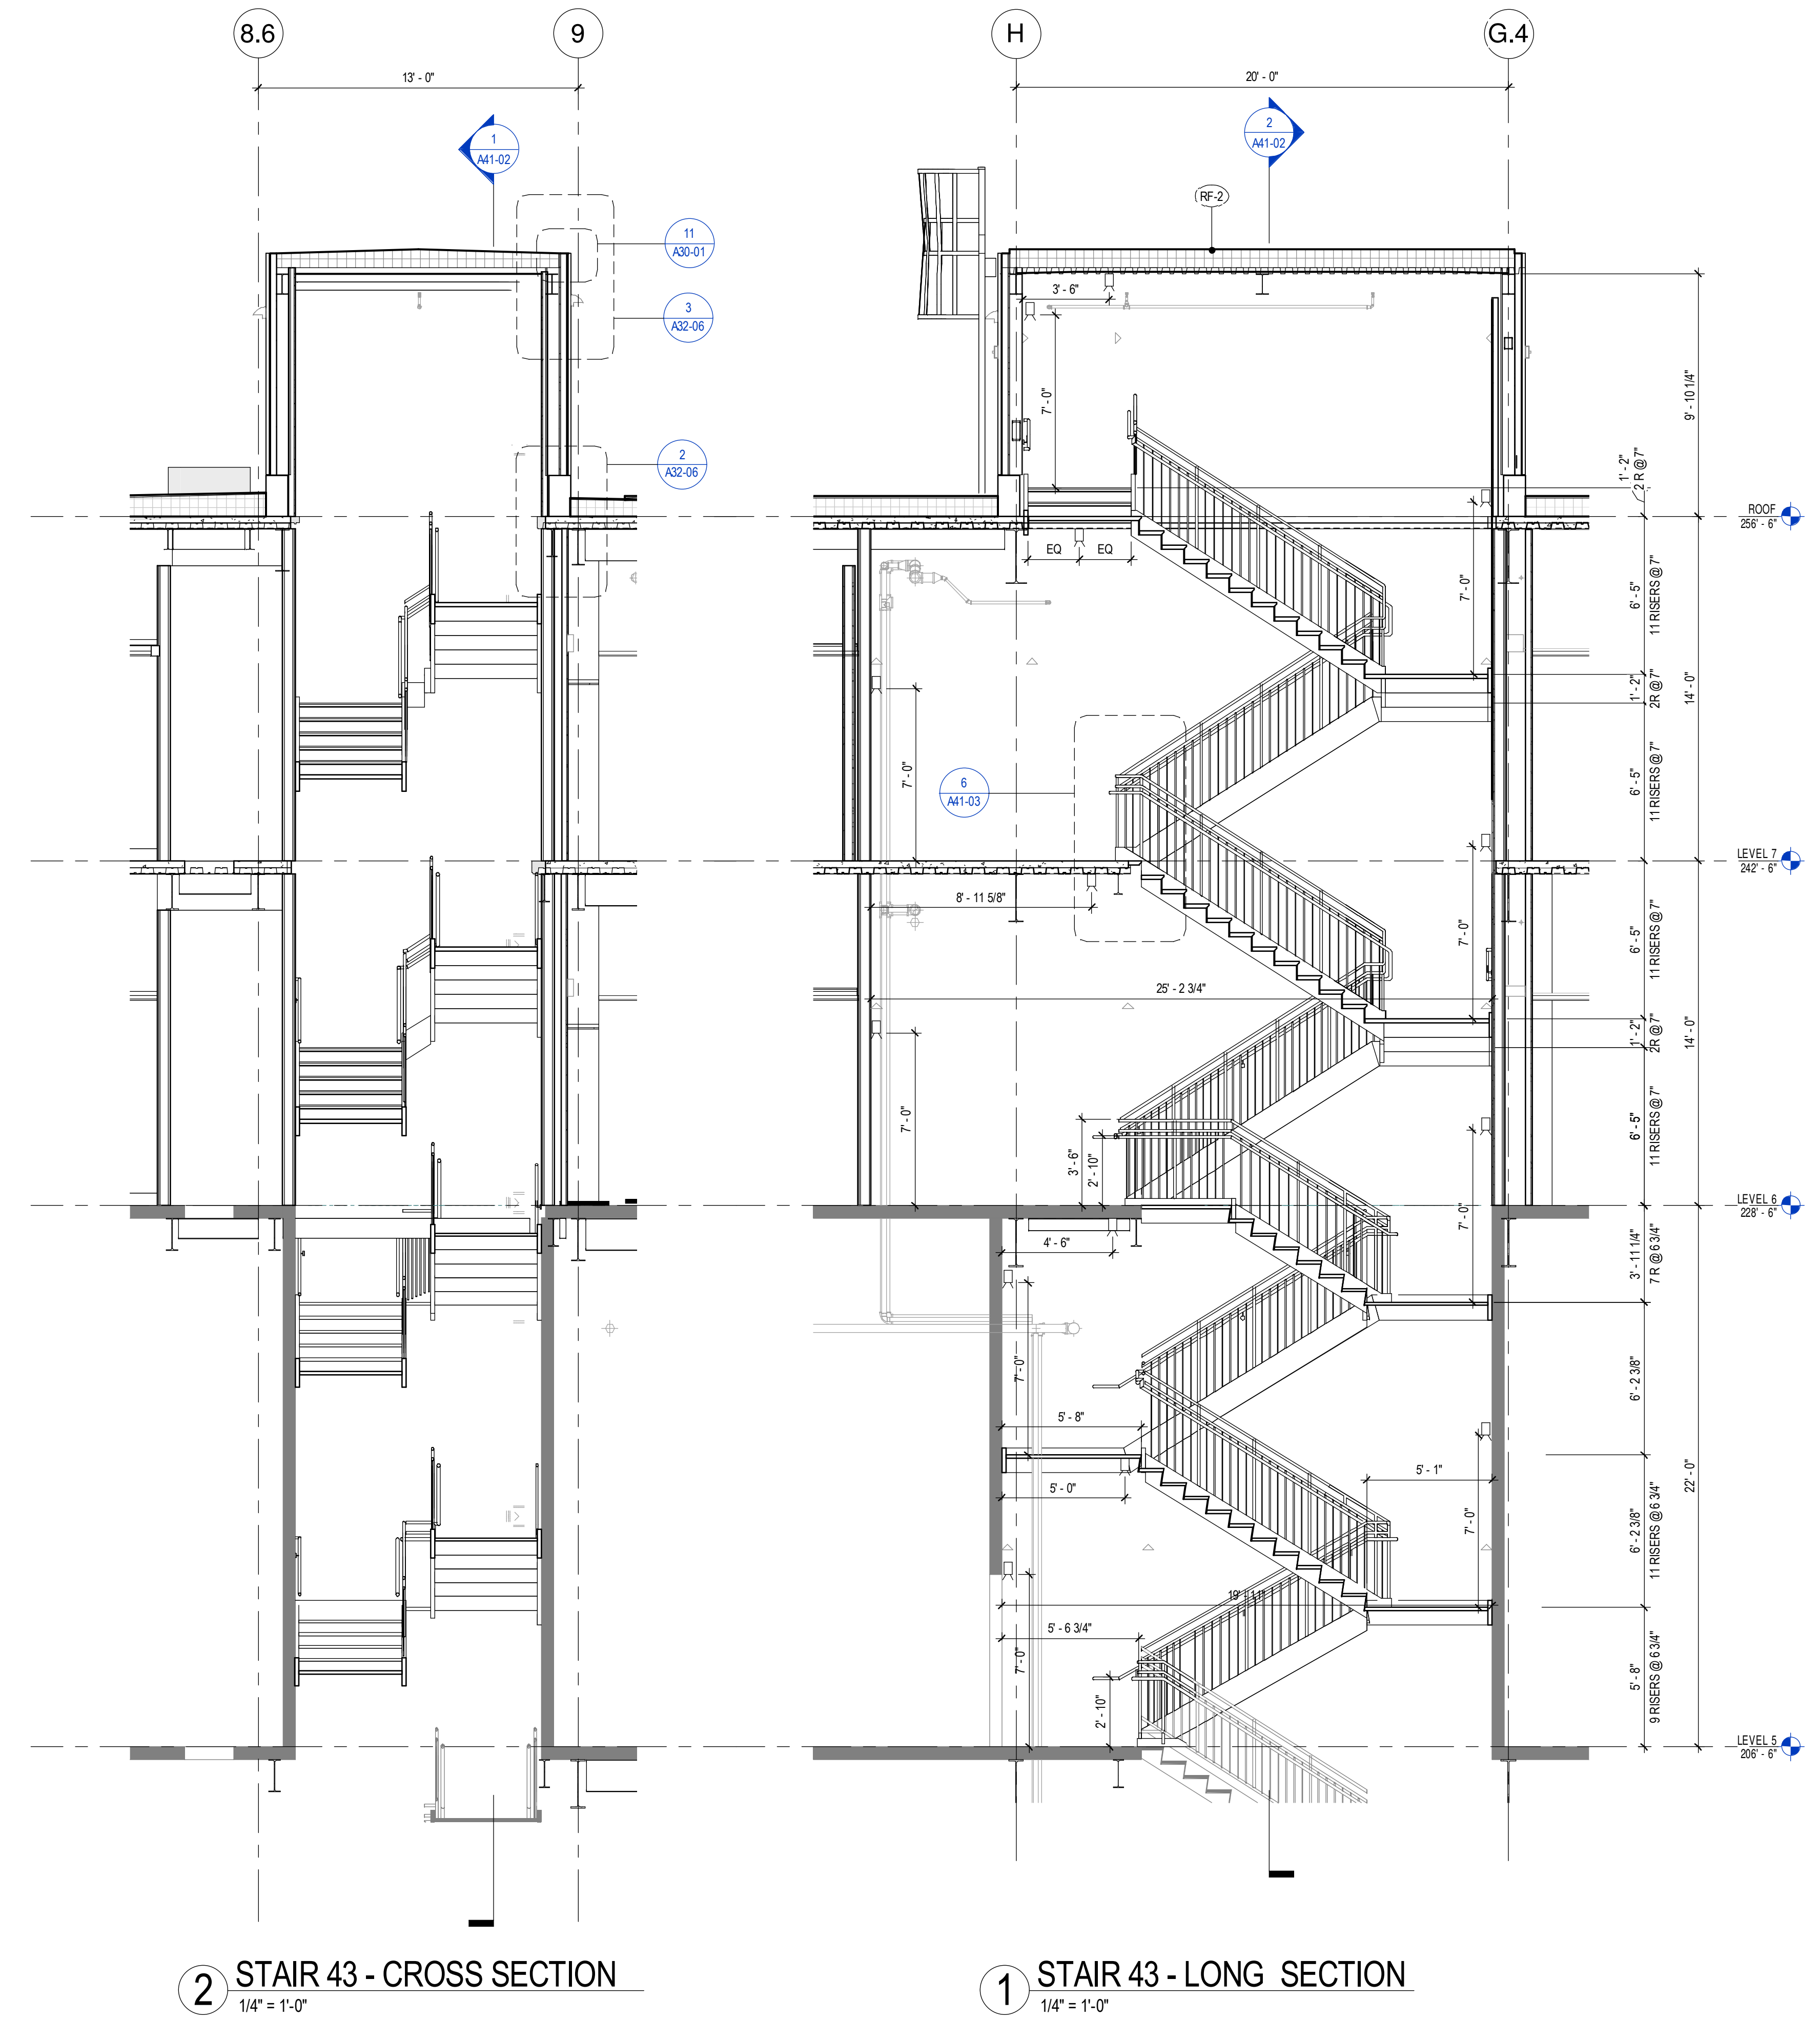 8.6
9
13' - 0"
1
A41-02
11
A30-01
3
A32-06
2
A32-06
2
STAIR 43 - CROSS SECTION
1/4" = 1'-0"
H
G.4
20' - 0"
2
A41-02
RF-2
3' - 6"
7' - 0"
9' - 10 1/4"
1' - 2"
2 R @ 7"
ROOF
256' - 6"
EQ
EQ
7' - 0"
6' - 5"
11 RISERS @ 7"
1' - 2"
2R @ 7"
14' - 0"
7' - 0"
6
A41-03
6' - 5"
11 RISERS @ 7"
LEVEL 7
242' - 6"
8' - 11 5/8"
7' - 0"
6' - 5"
11 RISERS @ 7"
25' - 2 3/4"
1' - 2"
2R @ 7"
14' - 0"
7' - 0"
3' - 6"
2' - 10"
6' - 5"
11 RISERS @ 7"
LEVEL 6
228' - 6"
7' - 0"
4' - 6"
3' - 11 1/4"
7 R @ 6 3/4"
7' - 0"
6' - 2 3/8"
5' - 8"
5' - 0"
5' - 1"
22' - 0"
7' - 0"
6' - 2 3/8"
11 RISERS @ 6 3/4"
19' - 11"
5' - 6 3/4"
7' - 0"
2' - 10"
5' - 8"
9 RISERS @ 6 3/4"
LEVEL 5
206' - 6"
1
STAIR 43 - LONG SECTION
1/4" = 1'-0"